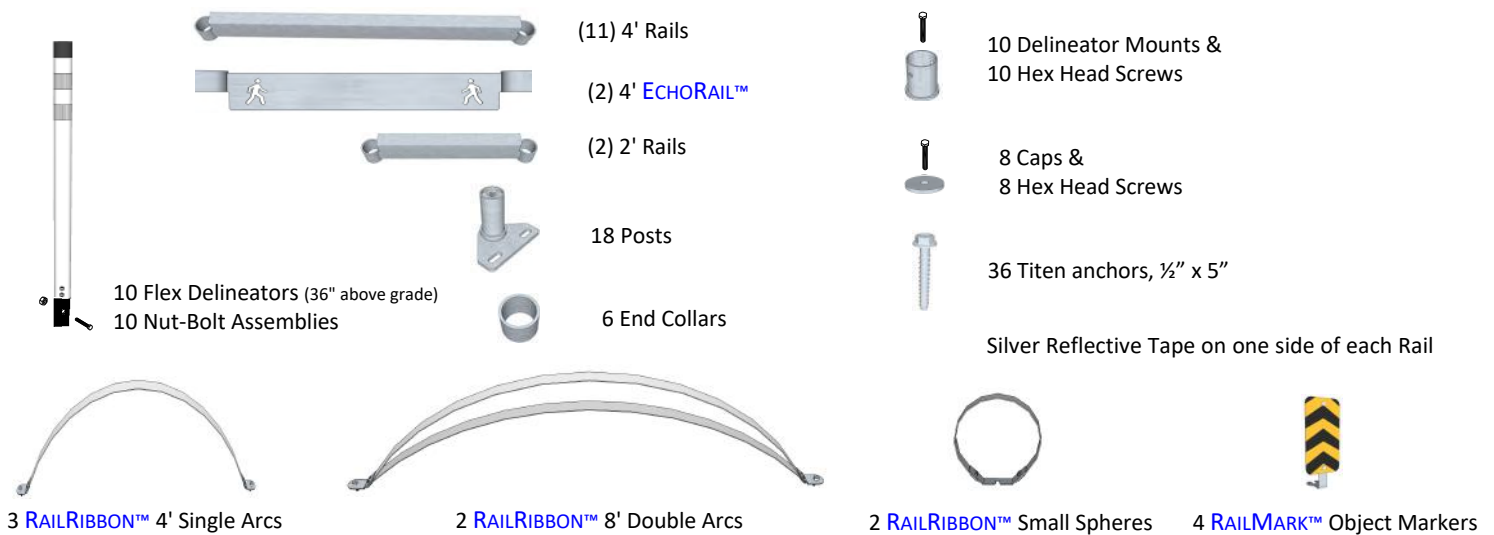 (11) 4' Rails
(2) 4' ECHORAIL™
(2) 2' Rails
18 Posts
10 Flex Delineators (36" above grade)
10 Nut-Bolt Assemblies
6 End Collars
10 Delineator Mounts &
10 Hex Head Screws
8 Caps &
8 Hex Head Screws
36 Titen anchors, ½” x 5”
Silver Reflective Tape on one side of each Rail
3 RAILRIBBON™ 4' Single Arcs
2 RAILRIBBON™ 8' Double Arcs
2 RAILRIBBON™ Small Spheres
4 RAILMARK™ Object Markers